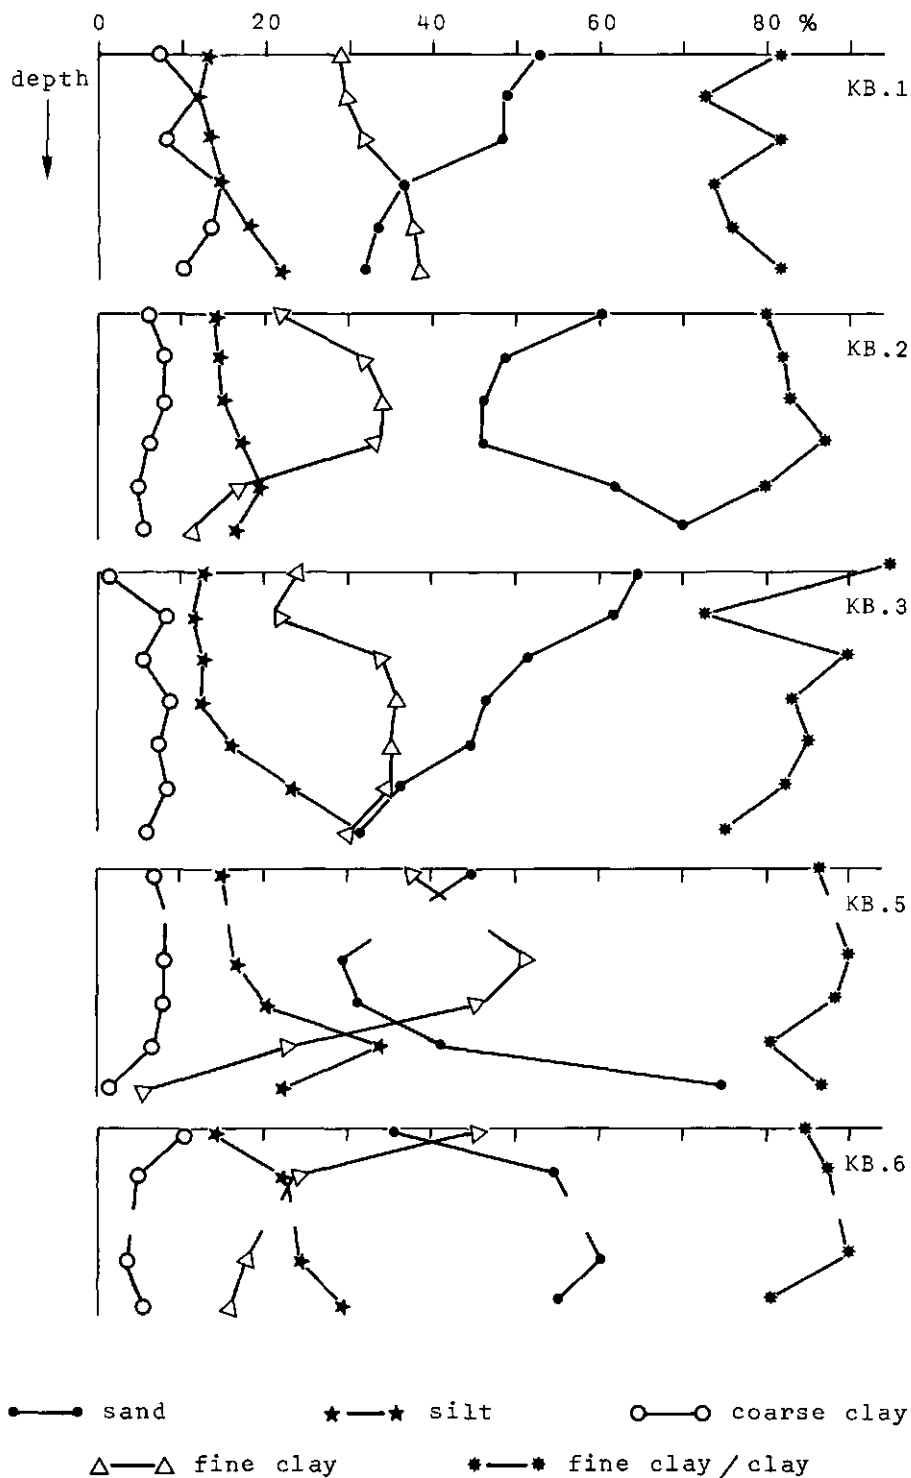 0 20 40 60 80 %
depth
KB.1
KB.2
KB.3
KB.5
KB.6
sand silt coarse clay
fine clay fine clay/clay